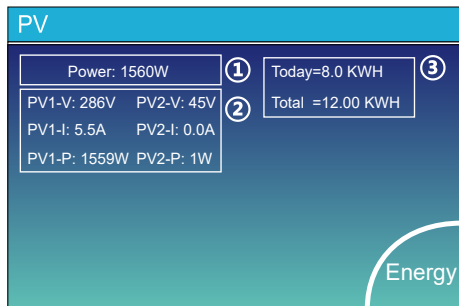 PV
Power: 1560W ①
PV1-V: 286V PV2-V: 45V ②
PV1-I: 5.5A PV2-I: 0.0A
PV1-P: 1559W PV2-P: 1W
Today=8.0 KWH ③
Total =12.00 KWH
Energy